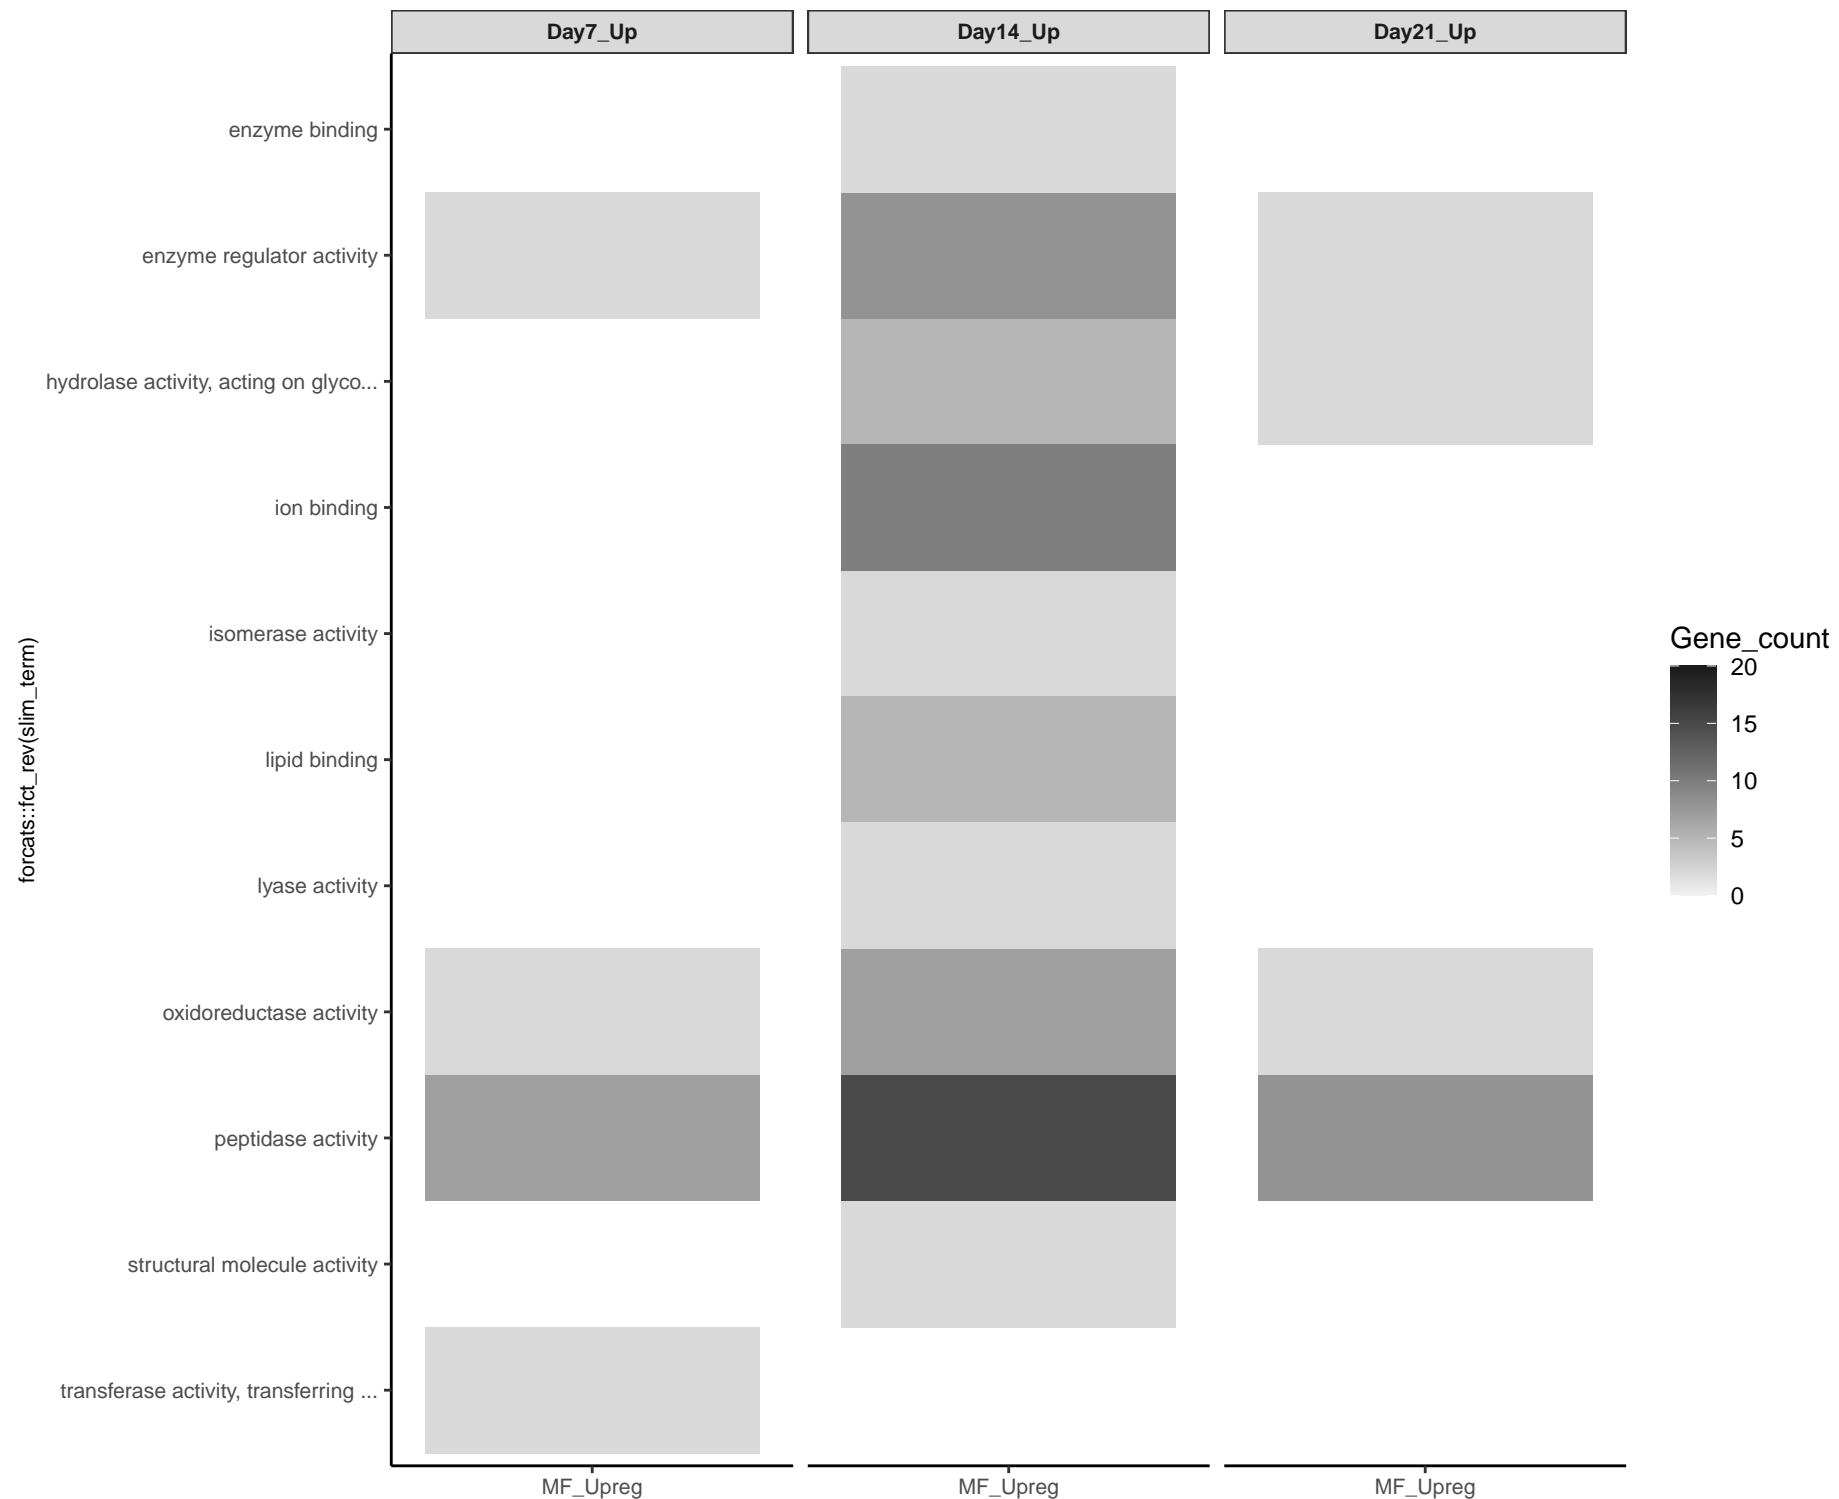 Day7_Up
Day14_Up
Day21_Up
enzyme binding
enzyme regulator activity
hydrolase activity, acting on glyco...
ion binding
isomerase activity
lipid binding
lyase activity
oxidoreductase activity
peptidase activity
structural molecule activity
transferase activity, transferring ...
forcats::fct_rev(slim_term)
MF_Upreg
MF_Upreg
MF_Upreg
Gene_count
20
15
10
5
0